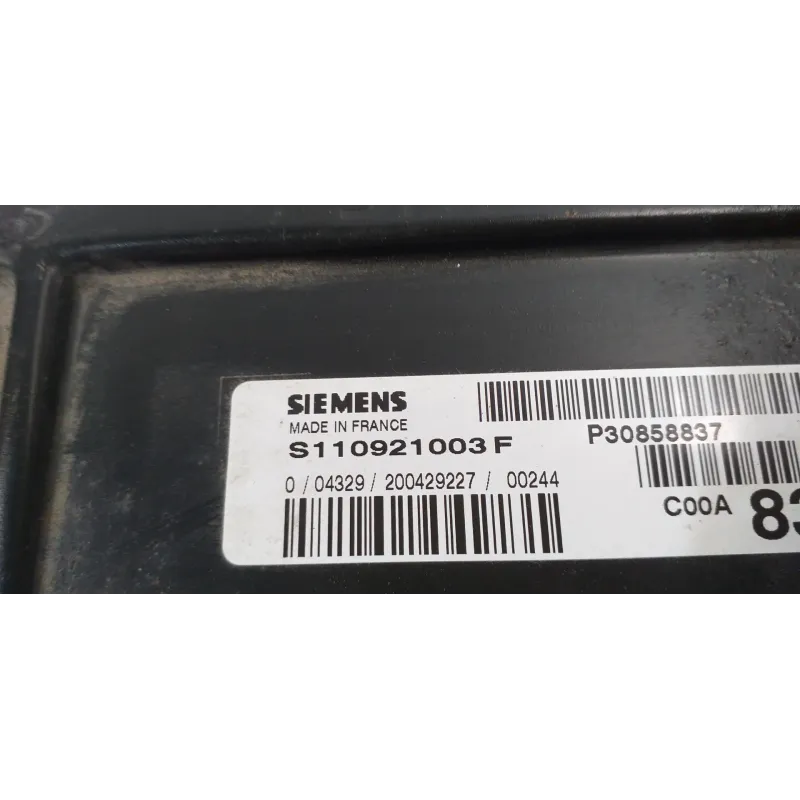 SIEMENS
MADE IN FRANCE
S110921003 F
P30858837
0 / 04329 / 200429227 / 00244
C00A